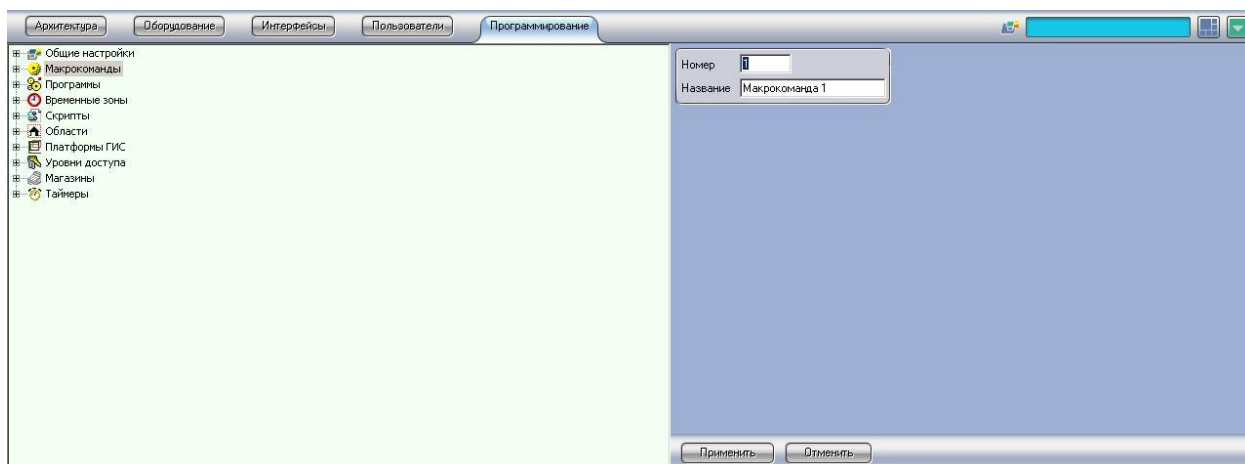 Архитектура Оборудование Интерфейсы Пользователи Программирование
Общие настройки
Макрокоманды
Программы
Временные зоны
Скрипты
Области
Платформы ГИС
Уровни доступа
Магазины
Таймеры
Номер 1
Название Макрокоманда 1
Применить Отменить